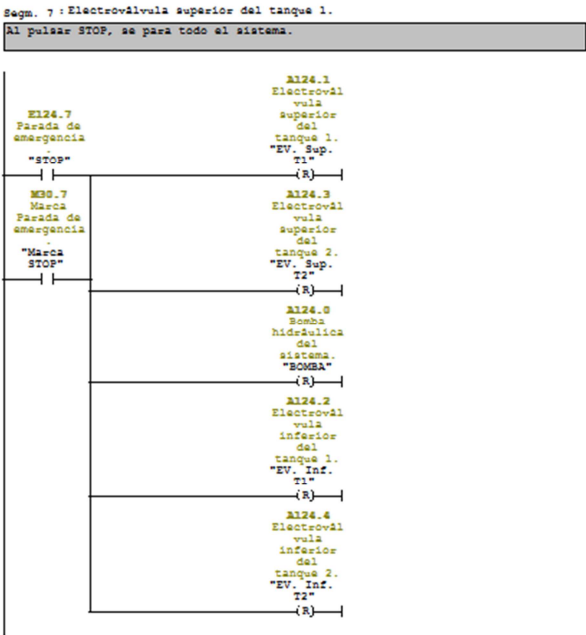 Segm. 7 : Electroválvula superior del tanque 1.
Al pulsar STOP, se para todo el sistema.
E124.7
Parada de
emergencia
.
"STOP"
A124.1
Electrovál
vula
superior
del
tanque 1.
"EV. Sup.
T1"
(R)
M30.7
Marca
Parada de
emergencia
.
"Marca
STOP"
A124.3
Electrovál
vula
superior
del
tanque 2.
"EV. Sup.
T2"
(R)
A124.0
Bomba
hidráulica
del
sistema.
"BOMBA"
(R)
A124.2
Electrovál
vula
inferior
del
tanque 1.
"EV. Inf.
T1"
(R)
A124.4
Electrovál
vula
inferior
del
tanque 2.
"EV. Inf.
T2"
(R)